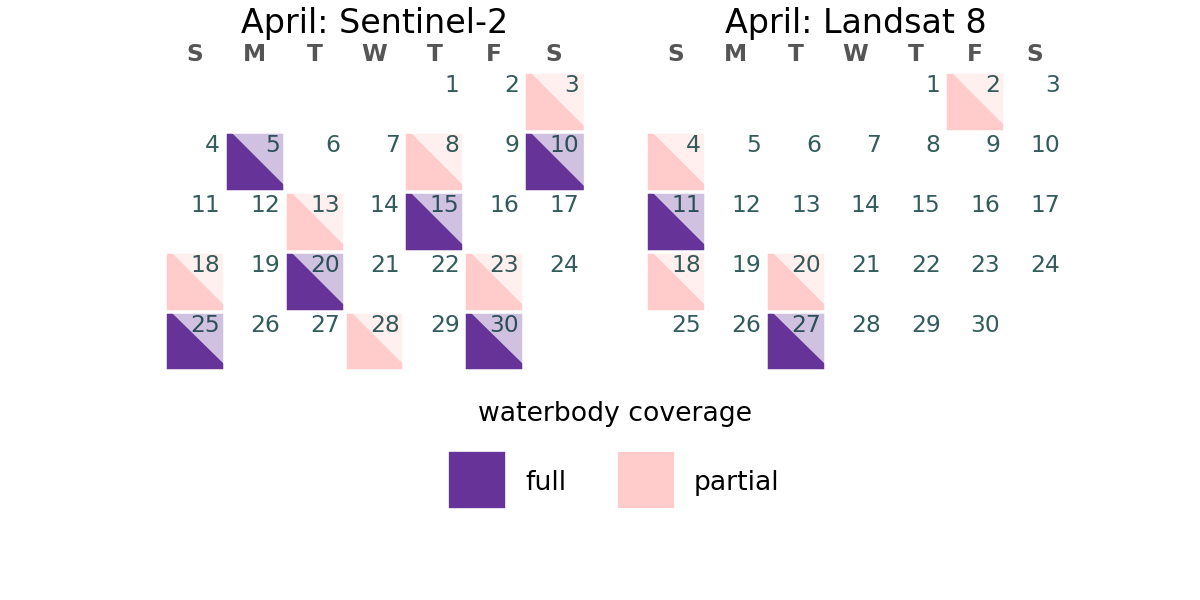 April: Sentinel-2
S M T W T F S
1 2 3
4 5 6 7 8 9 10
11 12 13 14 15 16 17
18 19 20 21 22 23 24
25 26 27 28 29 30
April: Landsat 8
S M T W T F S
1 2 3
4 5 6 7 8 9 10
11 12 13 14 15 16 17
18 19 20 21 22 23 24
25 26 27 28 29 30
waterbody coverage
full partial